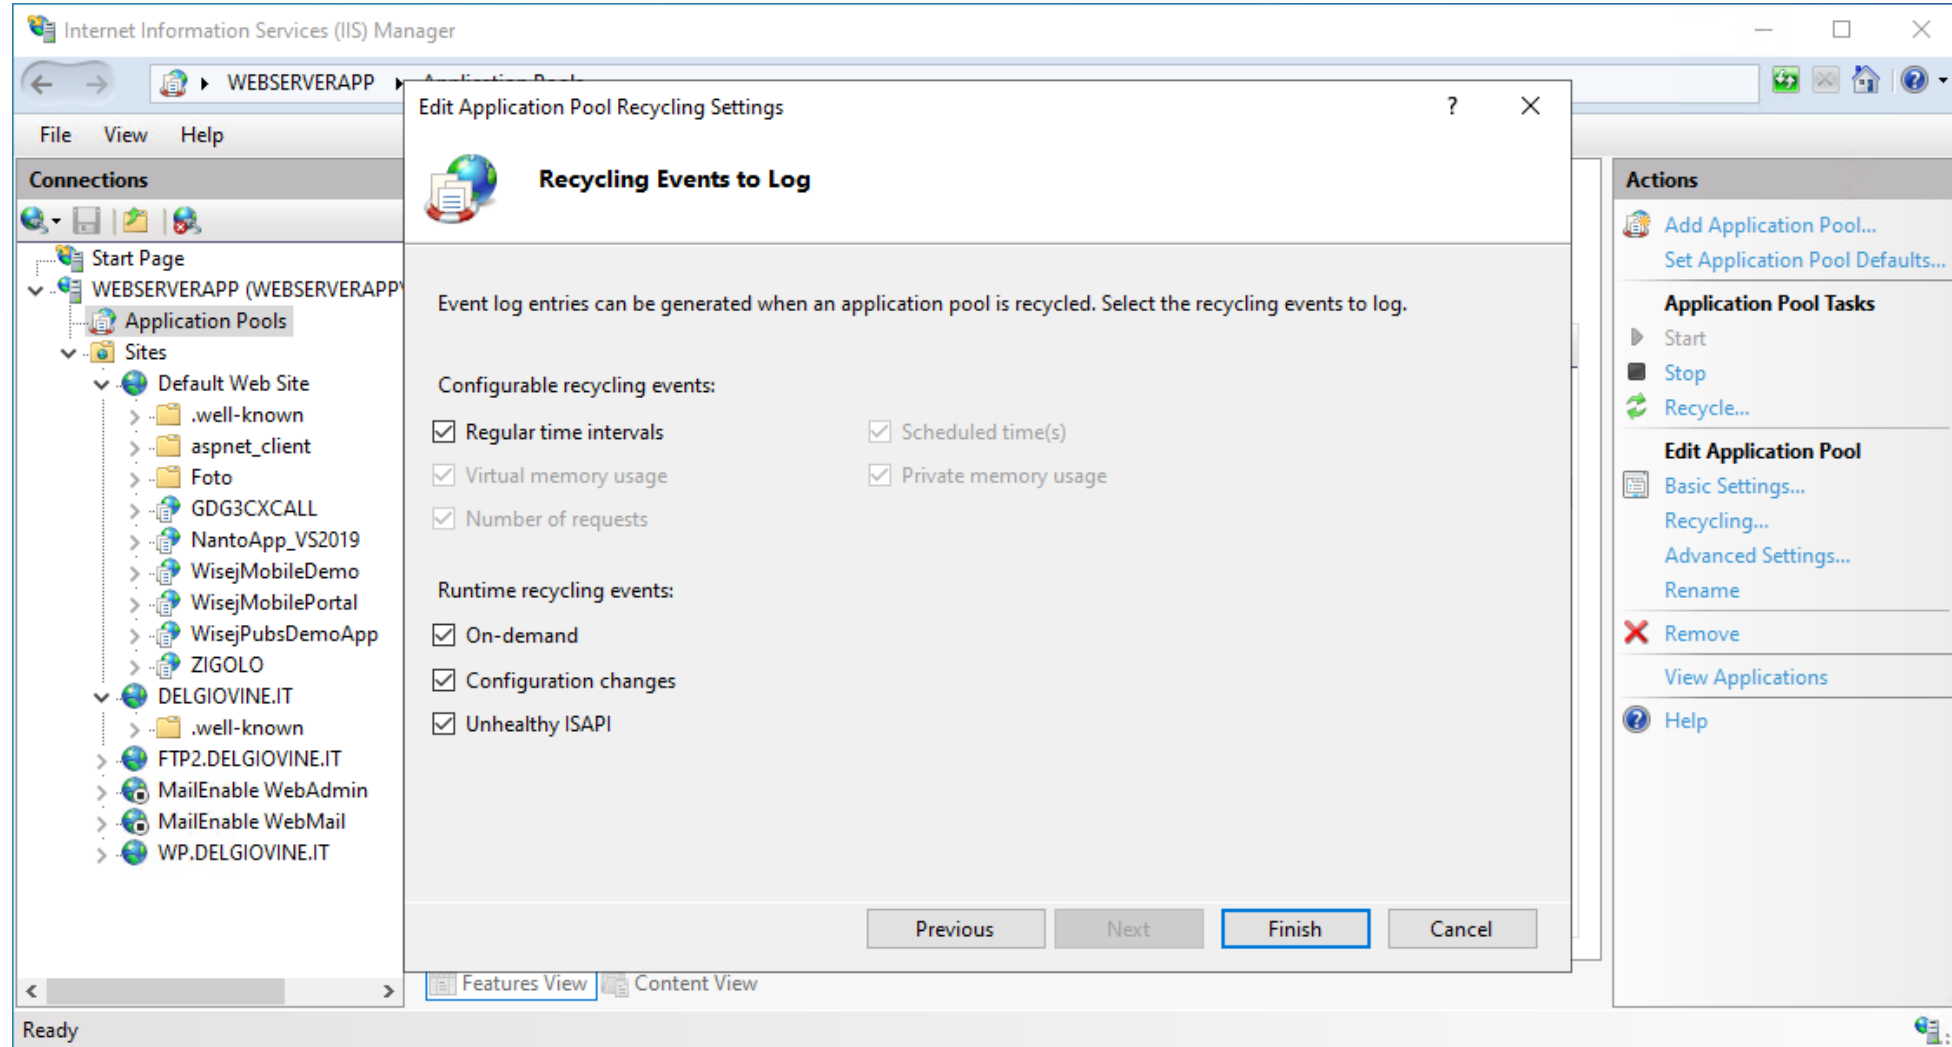 Internet Information Services (IIS) Manager
WEBSERVERAPP
Application Pools
File View Help
Connections
Start Page
WEBSERVERAPP (WEBSERVERAPP\
Application Pools
Sites
Default Web Site
.well-known
aspnet_client
Foto
GDG3CXCALL
NantoApp_VS2019
WisejMobileDemo
WisejMobilePortal
WisejPubsDemoApp
ZIGOLO
DELGIOVINE.IT
.well-known
FTP2.DELGIOVINE.IT
MailEnable WebAdmin
MailEnable WebMail
WP.DELGIOVINE.IT
Edit Application Pool Recycling Settings
?
Recycling Events to Log
Event log entries can be generated when an application pool is recycled. Select the recycling events to log.
Configurable recycling events:
Regular time intervals
Scheduled time(s)
Virtual memory usage
Private memory usage
Number of requests
Runtime recycling events:
On-demand
Configuration changes
Unhealthy ISAPI
Previous Next Finish Cancel
Features View Content View
Actions
Add Application Pool...
Set Application Pool Defaults...
Application Pool Tasks
Start
Stop
Recycle...
Edit Application Pool
Basic Settings...
Recycling...
Advanced Settings...
Rename
Remove
View Applications
Help
Ready